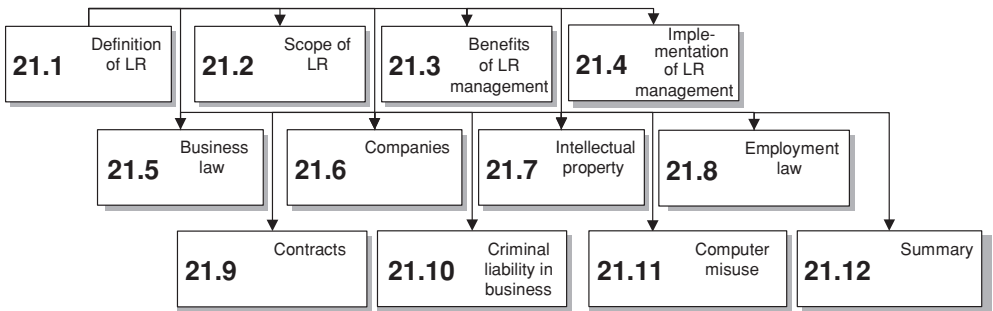 21.1
Definition
of LR
21.2
Scope of
LR
21.3
Benefits
of LR
management
21.4
Imple-
mentation
of LR
management
21.5
Business
law
21.6
Companies
21.7
Intellectual
property
21.8
Employment
law
21.9
Contracts
21.10
Criminal
liability in
business
21.11
Computer
misuse
21.12
Summary